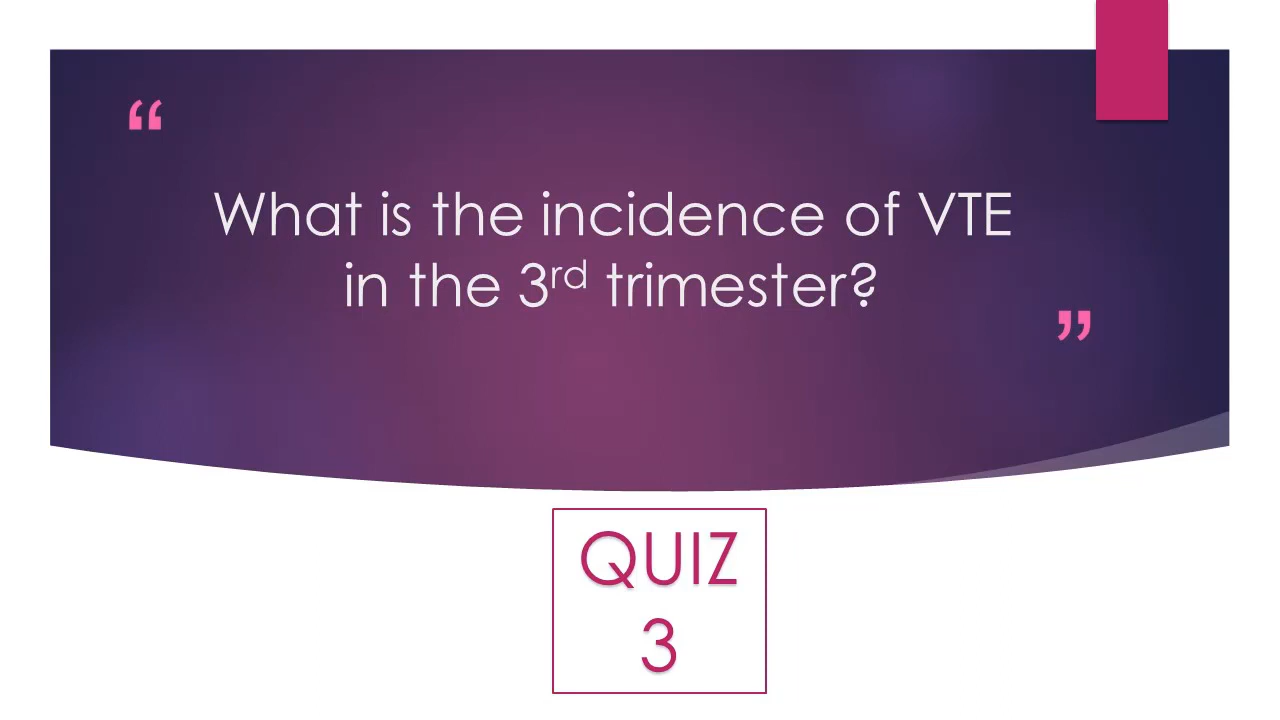 “
What is the incidence of VTE
in the 3rd trimester?
”
QUIZ
3